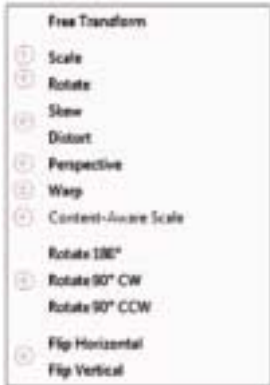 Free Transform
Scale
Rotate
Skew
Distort
Perspective
Warp
Content-Aware Scale
Rotate 180°
Rotate 90° CW
Rotate 90° CCW
Flip Horizontal
Flip Vertical